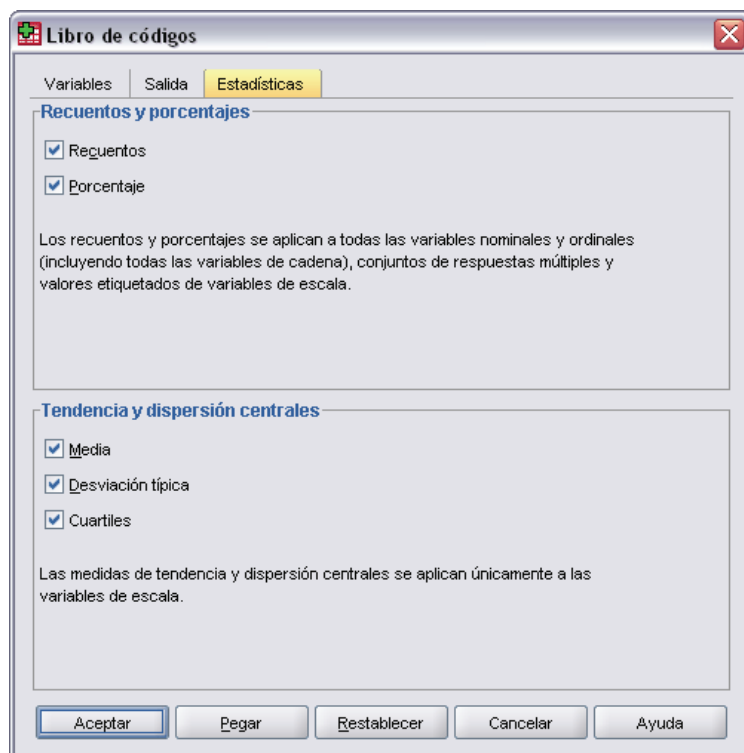 Libro de códigos
Variables Salida Estadísticas
Recuentos y porcentajes
Recuentos
Porcentaje
Los recuentos y porcentajes se aplican a todas las variables nominales y ordinales
(incluyendo todas las variables de cadena), conjuntos de respuestas múltiples y
valores etiquetados de variables de escala.
Tendencia y dispersión centrales
Media
Desviación típica
Cuartiles
Las medidas de tendencia y dispersión centrales se aplican únicamente a las
variables de escala.
Aceptar Pegar Restablecer Cancelar Ayuda